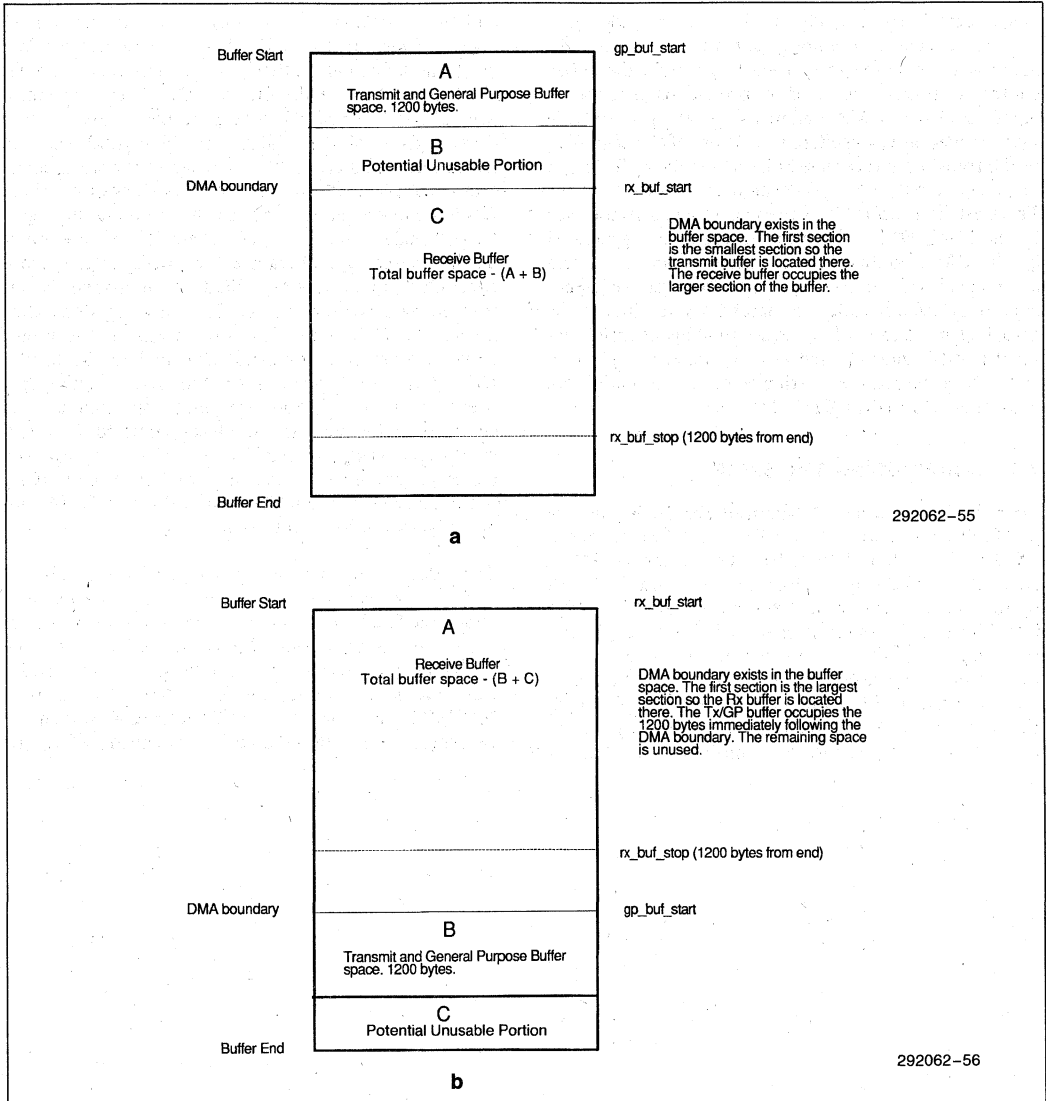 Buffer Start
gp_buf_start
A
Transmit and General Purpose Buffer
space. 1200 bytes.
B
Potential Unusable Portion
DMA boundary
rx_buf_start
C
Receive Buffer
Total buffer space - (A + B)
DMA boundary exists in the
buffer space. The first section
is the smallest section so the
transmit buffer is located there.
The receive buffer occupies the
larger section of the buffer.
rx_buf_stop (1200 bytes from end)
Buffer End
292062-55
a
Buffer Start
rx_buf_start
A
Receive Buffer
Total buffer space - (B + C)
DMA boundary exists in the buffer
space. The first section is the largest
section so the Rx buffer is located
there. The Tx/GP buffer occupies the
1200 bytes immediately following the
DMA boundary. The remaining space
is unused.
rx_buf_stop (1200 bytes from end)
DMA boundary
gp_buf_start
B
Transmit and General Purpose Buffer
space. 1200 bytes.
C
Potential Unusable Portion
Buffer End
292062-56
b